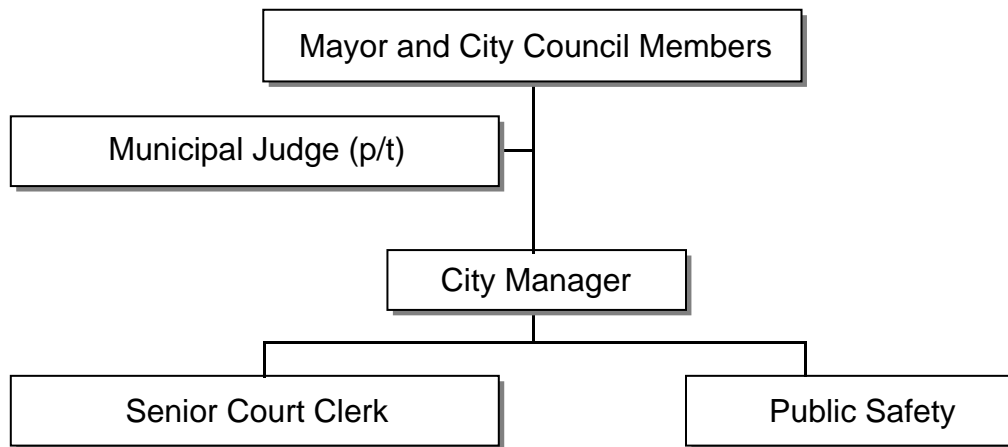 Mayor and City Council Members
Municipal Judge (p/t)
City Manager
Senior Court Clerk
Public Safety